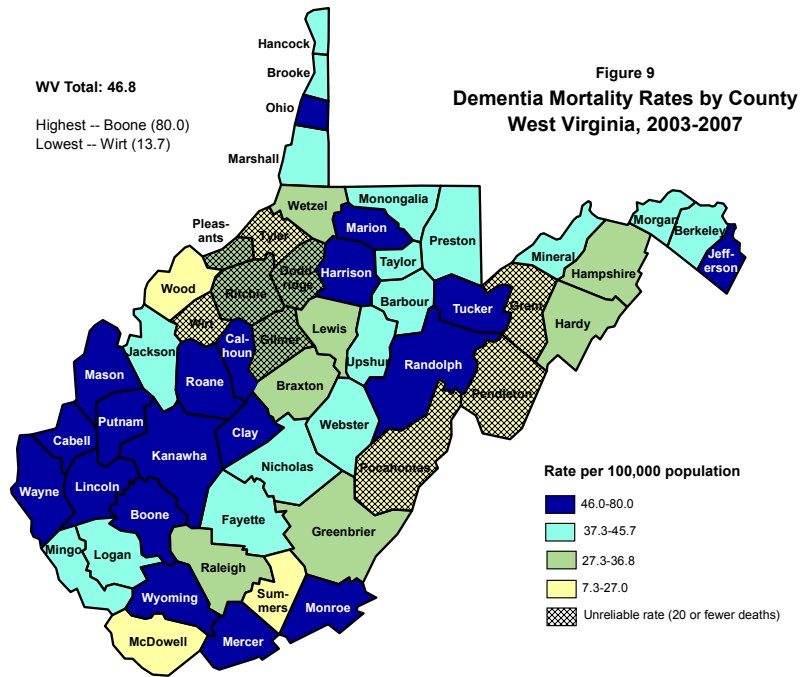 Figure 9
Dementia Mortality Rates by County
West Virginia, 2003-2007
WV Total: 46.8
Highest -- Boone (80.0)
Lowest -- Wirt (13.7)
Hancock
Brooke
Ohio
Marshall
Wetzel
Monongalia
Marion
Preston
Pleas-
ants
Tyler
Taylor
Morgan
Berkeley
Jeff-
erson
Mineral
Hampshire
Wood
Ritchie
Dodd-
ridge
Harrison
Barbour
Tucker
Grant
Hardy
Wirt
Jackson
Cal-
houn
Gilmer
Lewis
Upshur
Randolph
Pendleton
Mason
Roane
Braxton
Putnam
Cabell
Clay
Webster
Kanawha
Nicholas
Pocahontas
Wayne
Lincoln
Boone
Fayette
Greenbrier
Mingo
Logan
Raleigh
Wyoming
Sum-
mers
Monroe
McDowell
Mercer
Rate per 100,000 population
46.0-80.0
37.3-45.7
27.3-36.8
7.3-27.0
Unreliable rate (20 or fewer deaths)